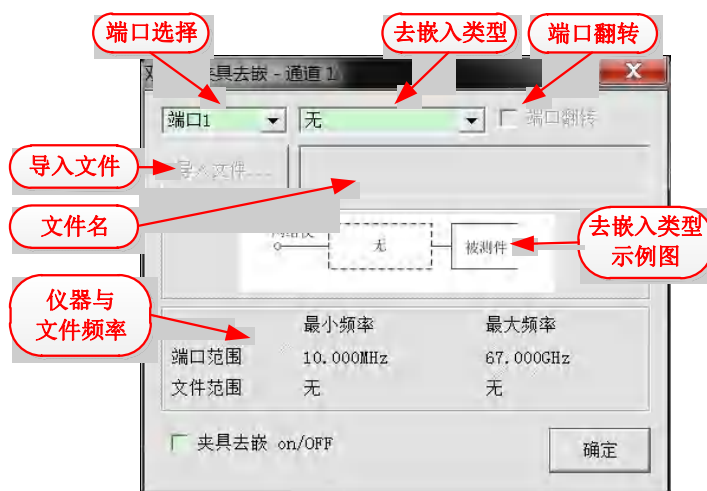 端口选择
去嵌入类型
端口翻转
夹具去嵌 - 通道 1
端口1
无
端口翻转
导入文件
导入文件...
文件名
无
被测件
去嵌入类型
示例图
仪器与
文件频率
最小频率 最大频率
端口范围 10.000MHz 67.000GHz
文件范围 无 无
夹具去嵌 on/OFF
确定